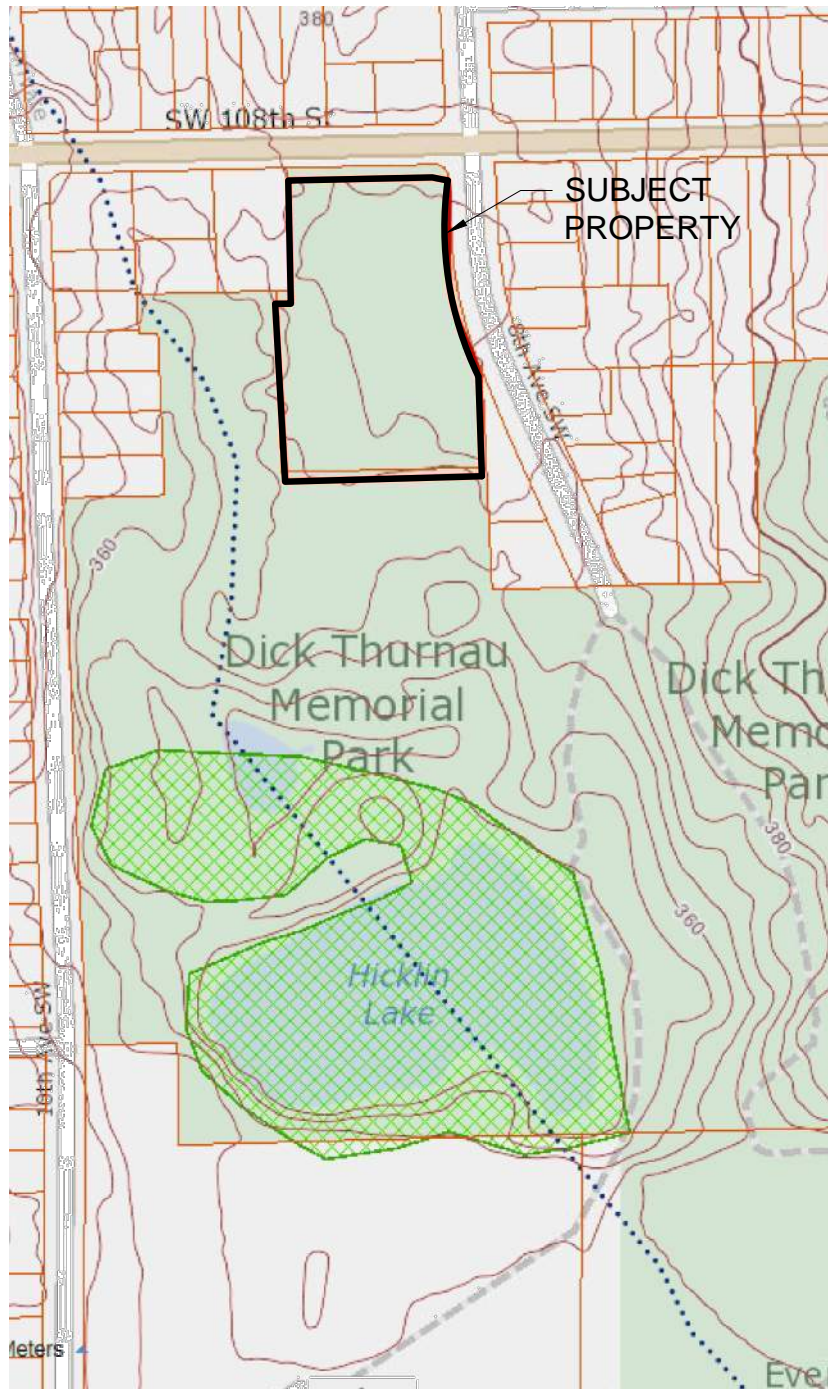 380
SW 108th St
SUBJECT
PROPERTY
8th Ave SW
360
Dick Thurnau
Memorial
Park
Dick Th
Memo
Par
380
360
Hicklin
Lake
10th Ave SW
Meters
Eve